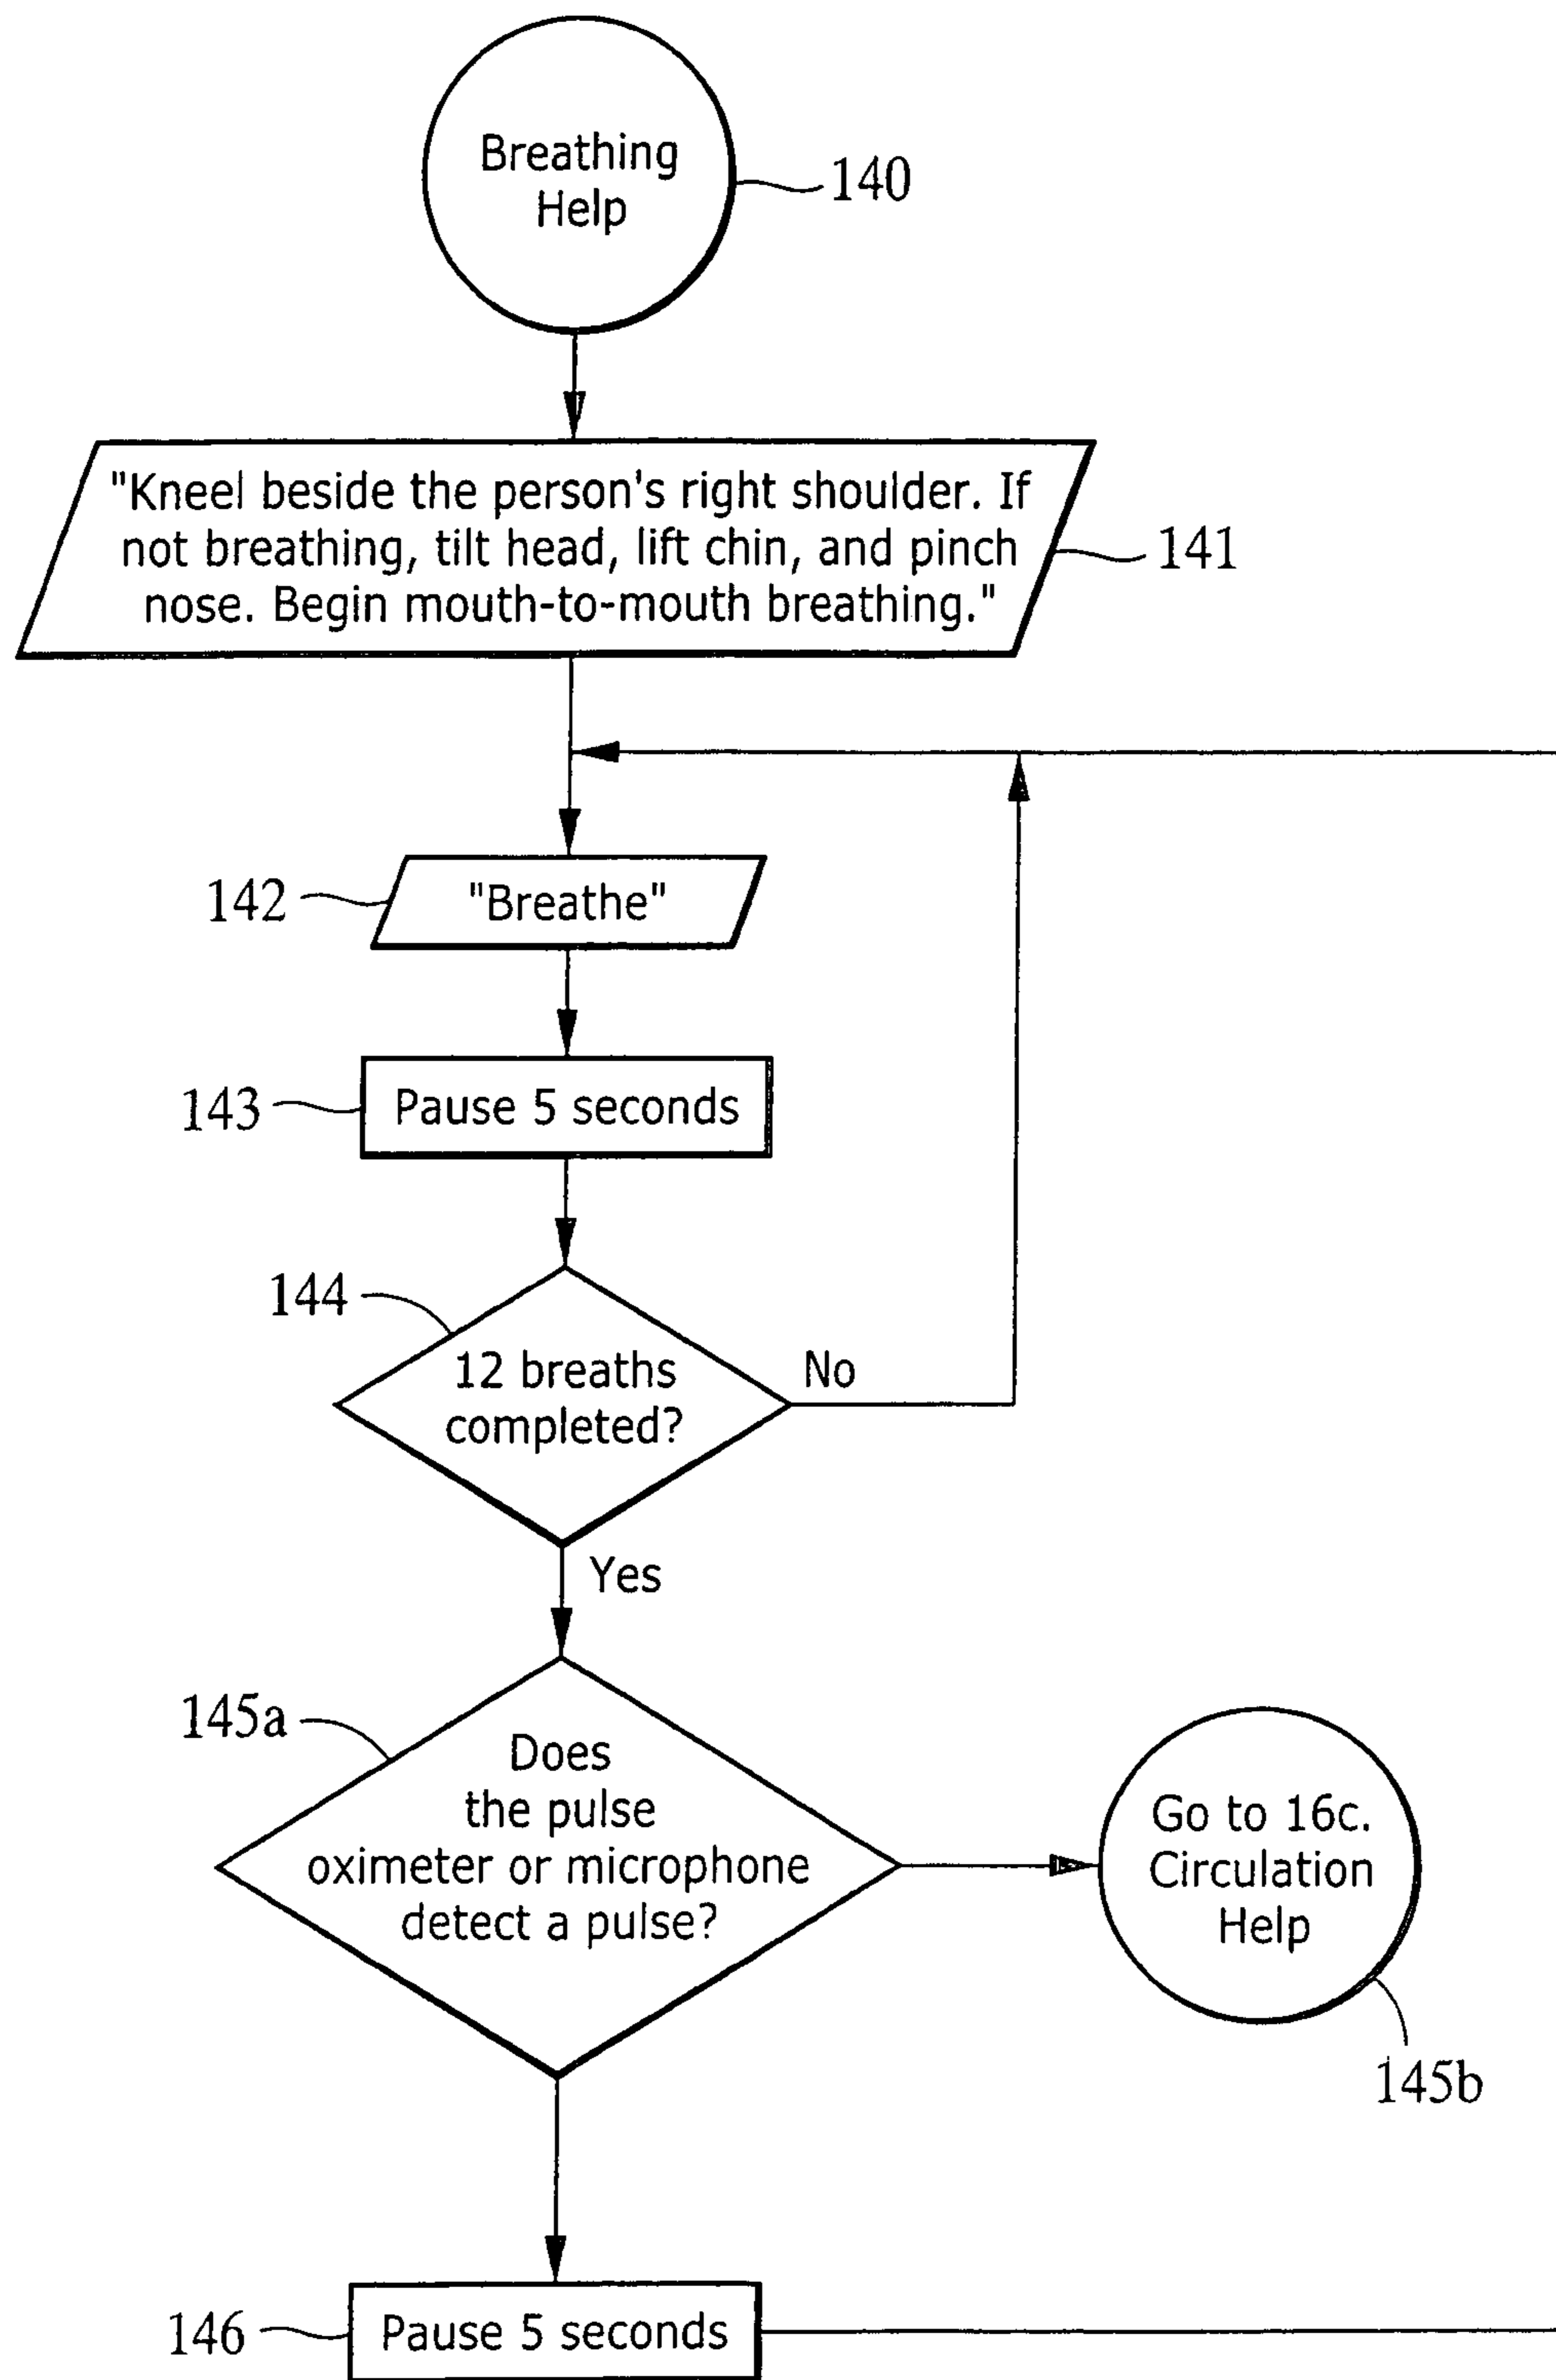 Breathing
Help
140
"Kneel beside the person's right shoulder. If
not breathing, tilt head, lift chin, and pinch
nose. Begin mouth-to-mouth breathing."
141
142
"Breathe"
143
Pause 5 seconds
144
12 breaths
completed?
No
Yes
145a
Does
the pulse
oximeter or microphone
detect a pulse?
Go to 16c.
Circulation
Help
145b
146
Pause 5 seconds